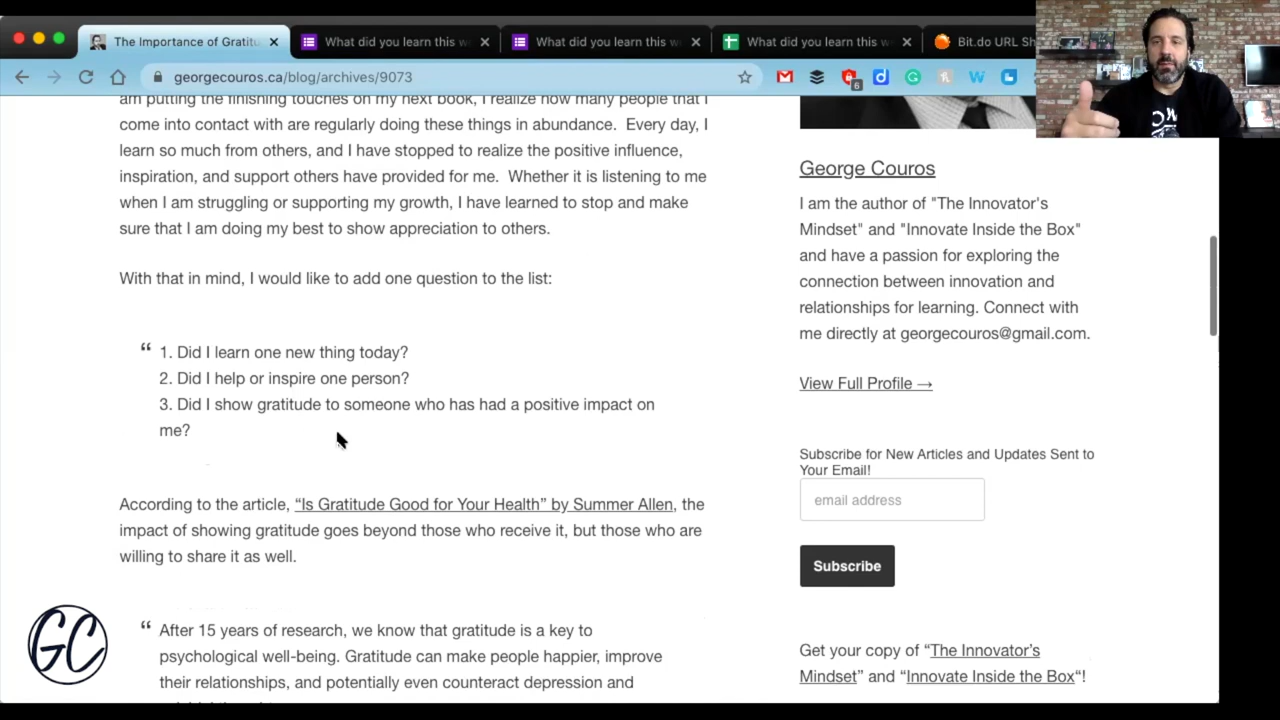 The Importance of Gratitu
What did you learn this w
What did you learn this w
What did you learn this w
Bit.do URL Sh
georgecouros.ca/blog/archives/9073
6
am putting the finishing touches on my next book, I realize how many people that I
come into contact with are regularly doing these things in abundance. Every day, I
learn so much from others, and I have stopped to realize the positive influence,
inspiration, and support others have provided for me. Whether it is listening to me
when I am struggling or supporting my growth, I have learned to stop and make
sure that I am doing my best to show appreciation to others.
With that in mind, I would like to add one question to the list:
“ 1. Did I learn one new thing today?
2. Did I help or inspire one person?
3. Did I show gratitude to someone who has had a positive impact on
me?
According to the article, “Is Gratitude Good for Your Health” by Summer Allen, the
impact of showing gratitude goes beyond those who receive it, but those who are
willing to share it as well.
“ After 15 years of research, we know that gratitude is a key to
psychological well-being. Gratitude can make people happier, improve
their relationships, and potentially even counteract depression and
GC
George Couros
I am the author of "The Innovator's
Mindset" and "Innovate Inside the Box"
and have a passion for exploring the
connection between innovation and
relationships for learning. Connect with
me directly at georgecouros@gmail.com.
View Full Profile →
Subscribe for New Articles and Updates Sent to
Your Email!
email address
Subscribe
Get your copy of “The Innovator’s
Mindset” and “Innovate Inside the Box“!